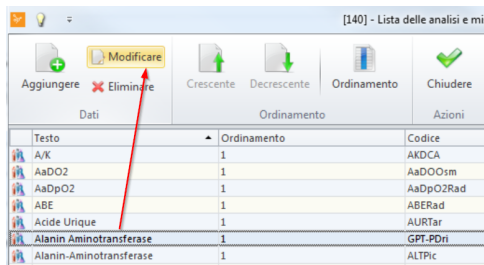 [140] - Lista delle analisi e mi
Aggiungere
Modificare
Eliminare
Dati
Crescente
Decrescente
Ordinamento
Ordinamento
Chiudere
Azioni
Testo Ordinamento Codice
A/K 1 AKDCA
AaDO2 1 AaDOOsm
AaDpO2 1 AaDpO2Rad
ABE 1 ABERad
Acide Urique 1 AURTar
Alanin Aminotransferase 1 GPT-PDri
Alanin-Aminotransferase 1 ALTPic